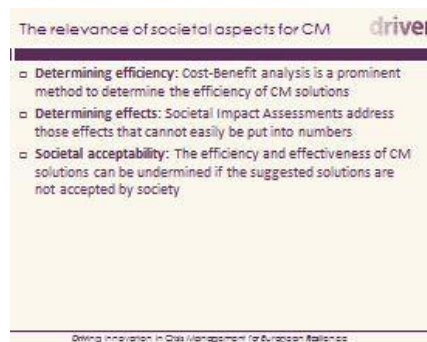 The relevance of societal aspects for CM
driver
Determining efficiency: Cost-Benefit analysis is a prominent
method to determine the efficiency of CM solutions
Determining effects: Societal Impact Assessments address
those effects that cannot easily be put into numbers
Societal acceptability: The efficiency and effectiveness of CM
solutions can be undermined if the suggested solutions are
not accepted by society
Driving Innovation in Crisis Management for European Resilience